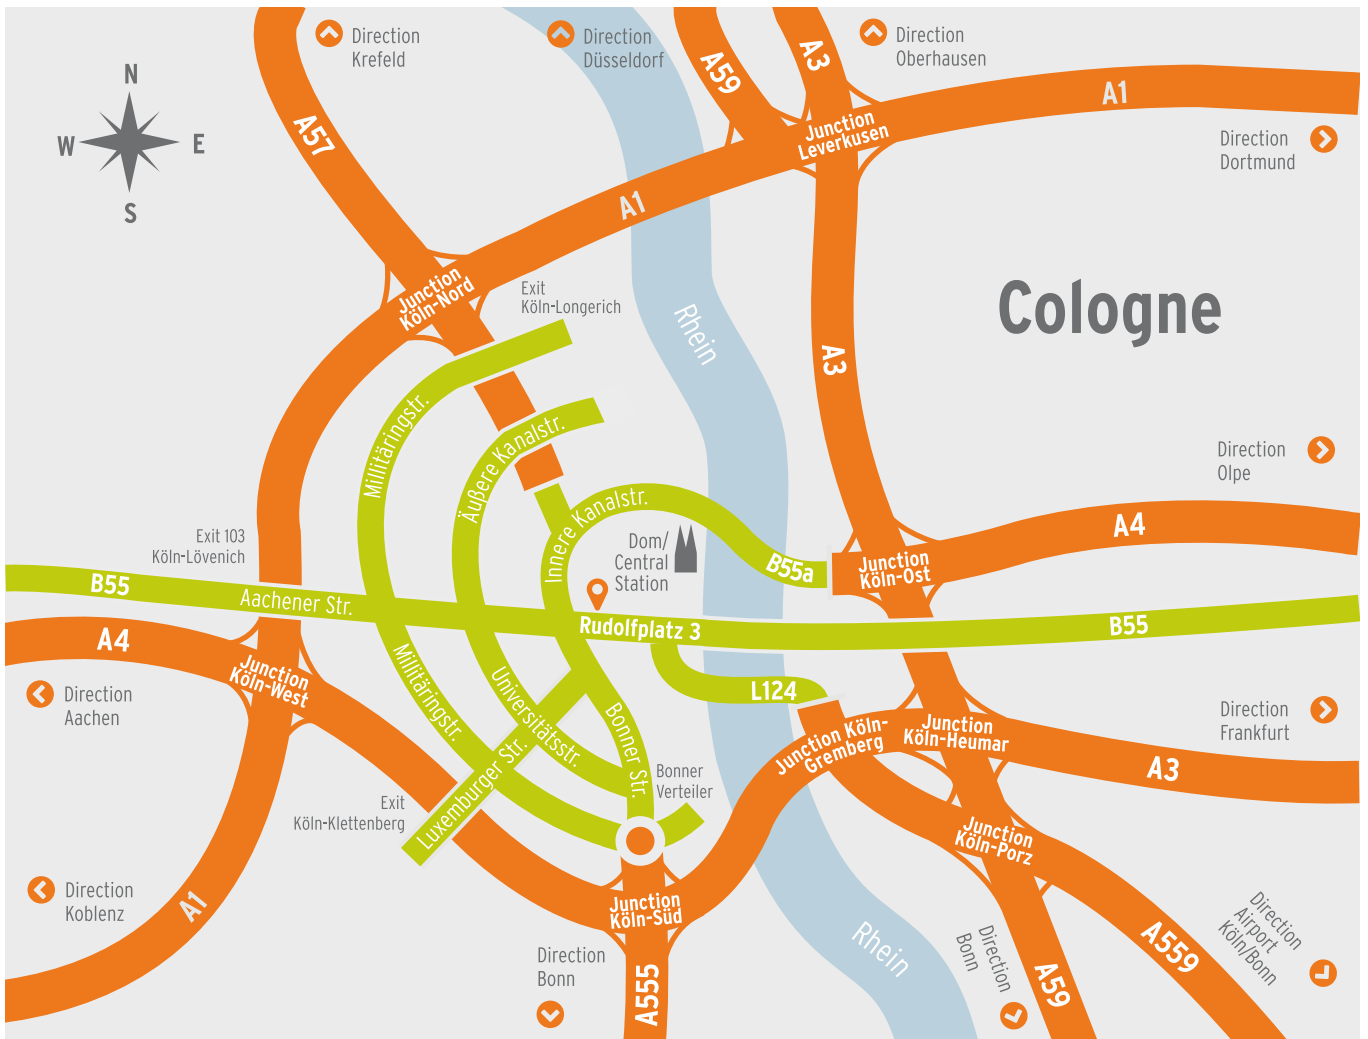 Direction
Krefeld
Direction
Düsseldorf
Direction
Oberhausen
A59
A3
A1
N
W
E
S
A57
Junction
Leverkusen
Direction
Dortmund
A1
Junction
Köln-Nord
Exit
Köln-Longerich
Cologne
Rhein
A3
Militäringstr.
Äußere Kanalstr.
Direction
Olpe
Innere Kanalstr.
A4
Exit 103
Köln-Lövenich
Dom/
Central
Station
B55a
Junction
Köln-Ost
B55
Aachener Str.
Rudolfplatz 3
B55
A4
Junction
Köln-West
Militäringstr.
Universitätsstr.
L124
Direction
Aachen
Bonner Str.
Junction Köln-
Gremberg
Junction
Köln-Heumar
Direction
Frankfurt
A3
Luxemburger Str.
Bonner
Verteiler
Exit
Köln-Klettenberg
Junction
Köln-Porz
Direction
Koblenz
A1
Junction
Köln-Süd
Rhein
Direction
Bonn
A555
Direction
Bonn
A59
A559
Direction
Airport
Köln/Bonn